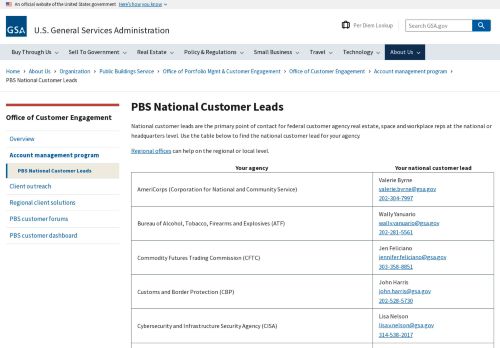 An official website of the United States government Here's how you know
GSA
U.S. General Services Administration
Per Diem Lookup
Search GSA.gov
Buy Through Us
Sell To Government
Real Estate
Policy & Regulations
Small Business
Travel
Technology
About Us
Home › About Us › Organization › Public Buildings Service › Office of Portfolio Mgmt & Customer Engagement › Office of Customer Engagement › Account management program ›
PBS National Customer Leads
Office of Customer Engagement
Overview
Account management program
PBS National Customer Leads
Client outreach
Regional client solutions
PBS customer forums
PBS customer dashboard
PBS National Customer Leads
National customer leads are the primary point of contact for federal customer agency real estate, space and workplace reps at the national or
headquarters level. Use the table below to find the national customer lead for your agency.
Regional offices can help on the regional or local level.
Your agency Your national customer lead
AmeriCorps (Corporation for National and Community Service)
Valerie Byrne
valerie.byrne@gsa.gov
202-304-7997
Bureau of Alcohol, Tobacco, Firearms and Explosives (ATF)
Wally Yanuario
wally.yanuario@gsa.gov
202-281-5561
Commodity Futures Trading Commission (CFTC)
Jen Feliciano
jennifer.feliciano@gsa.gov
303-358-8851
Customs and Border Protection (CBP)
John Harris
john.harris@gsa.gov
202-528-5730
Cybersecurity and Infrastructure Security Agency (CISA)
Lisa Nelson
lisav.nelson@gsa.gov
314-538-2017